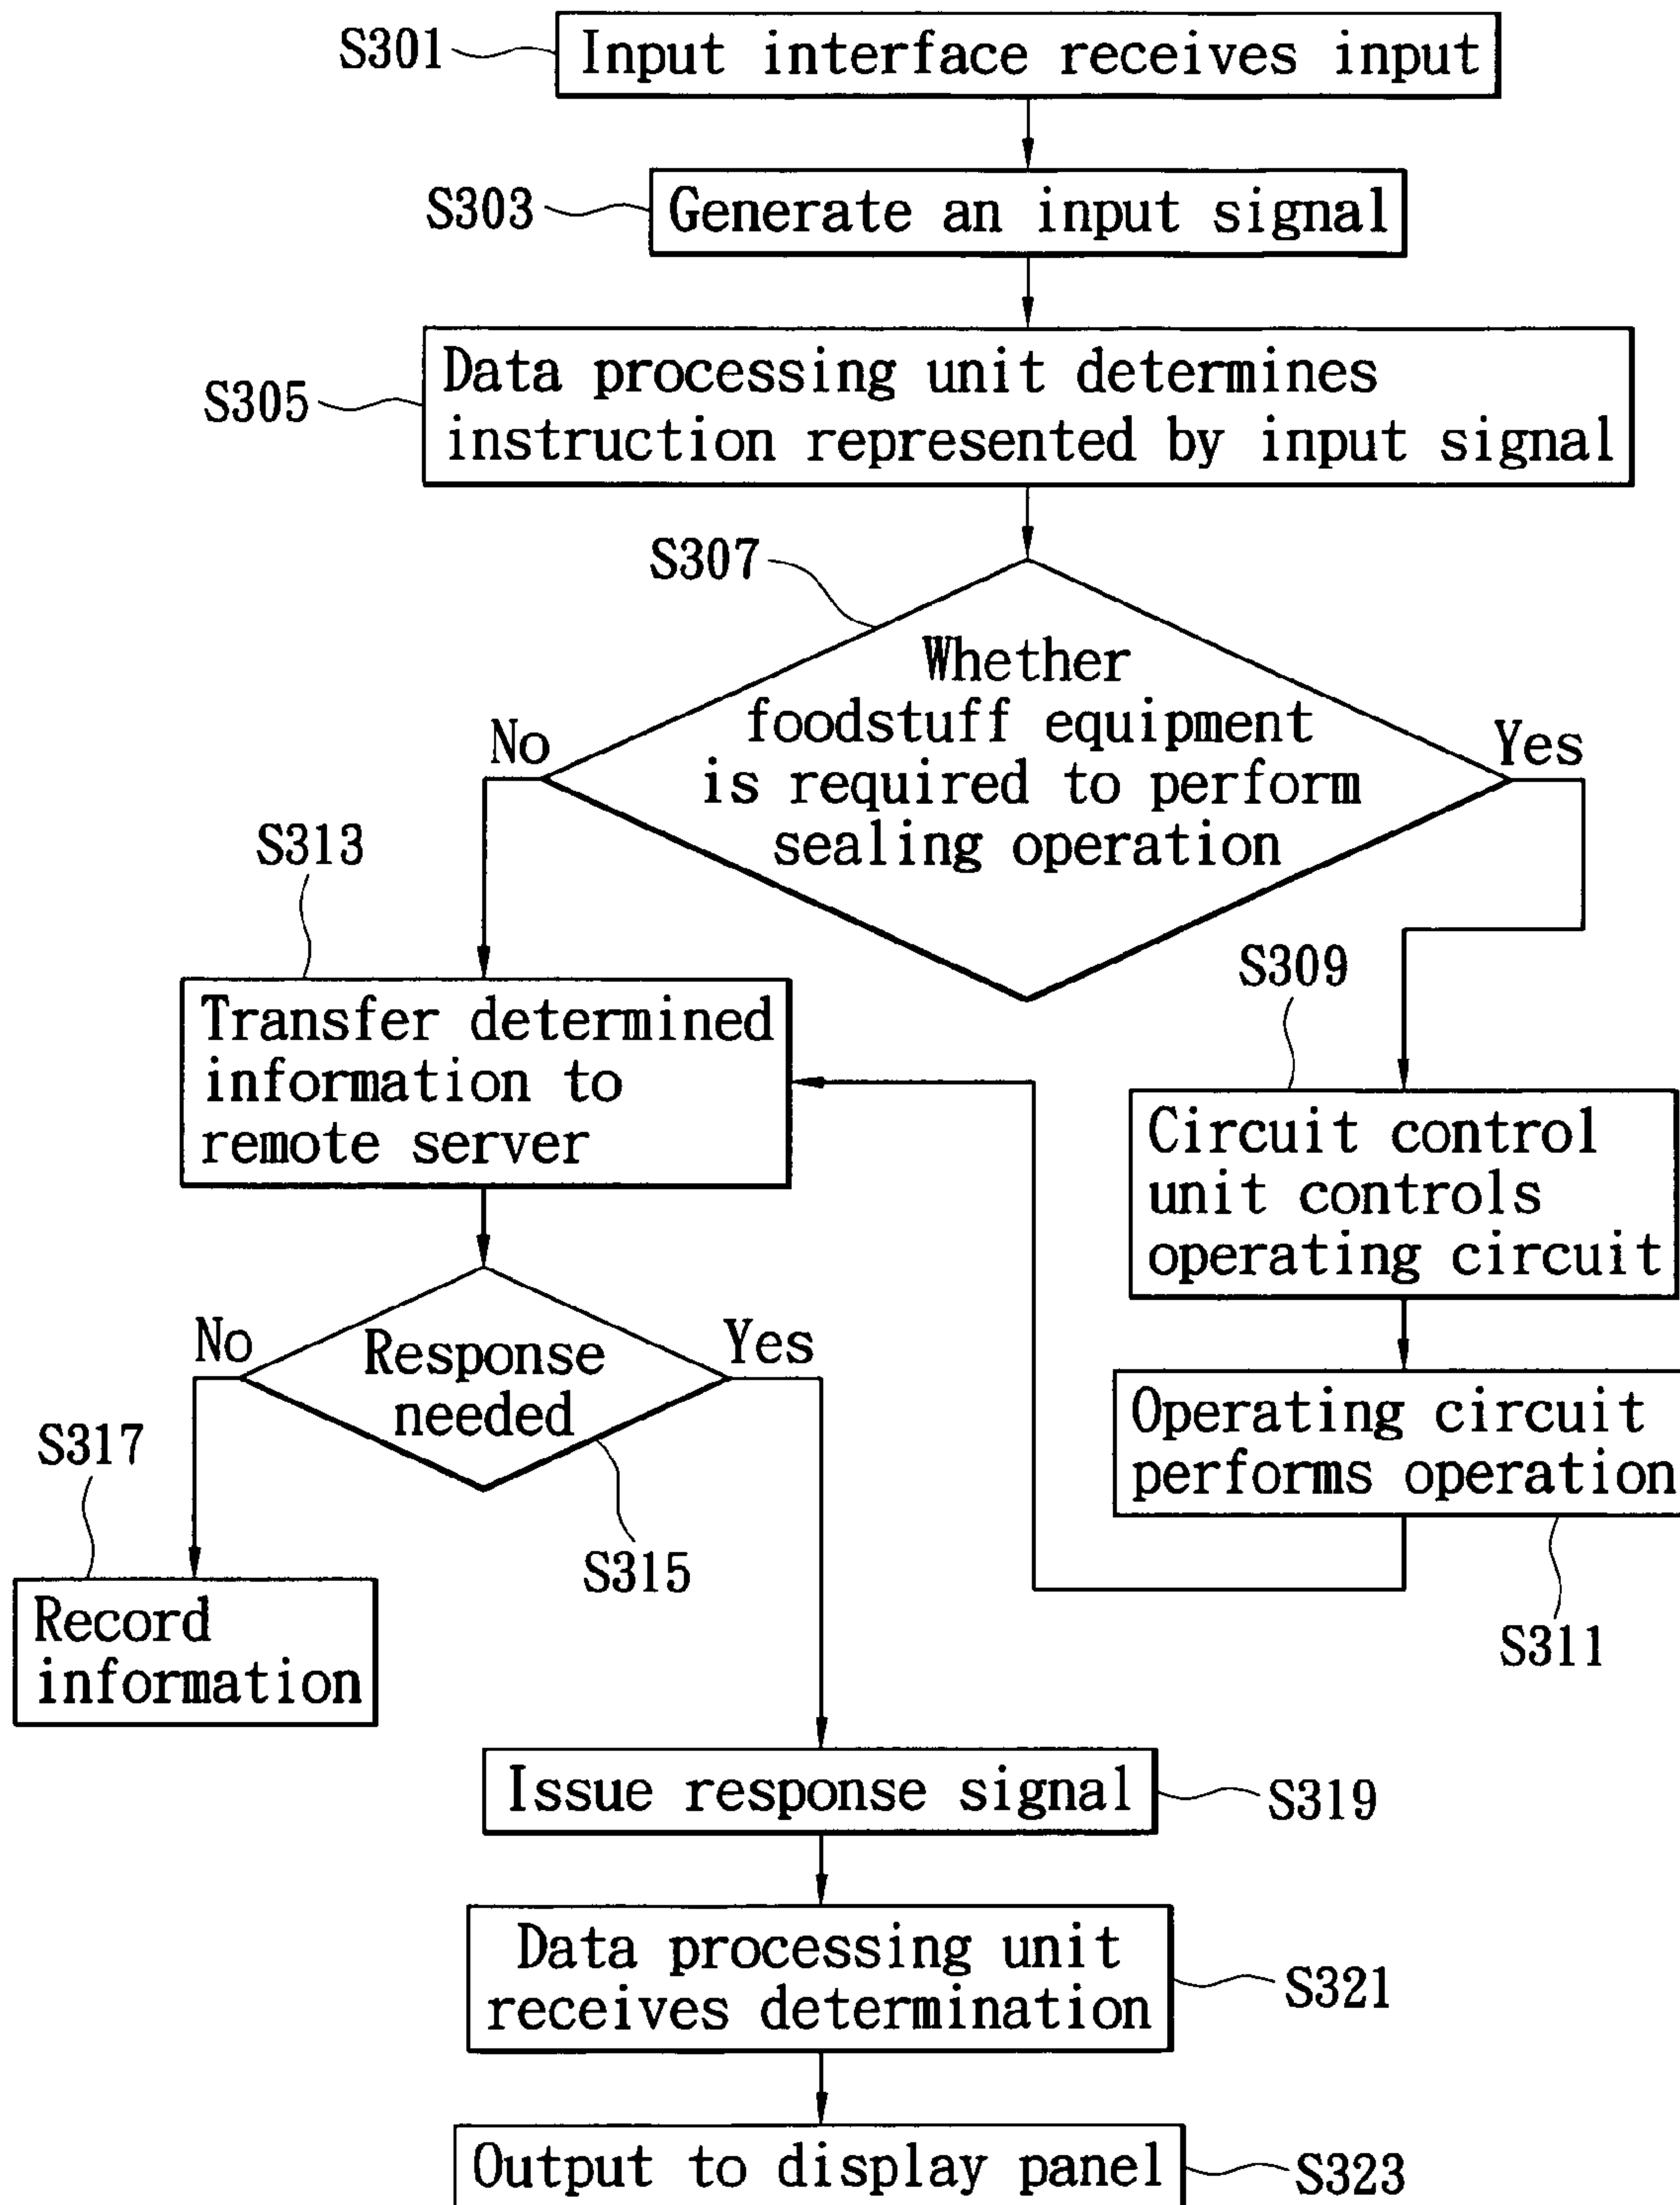 S301
Input interface receives input
S303
Generate an input signal
S305
Data processing unit determines
instruction represented by input signal
S307
Whether
foodstuff equipment
is required to perform
sealing operation
No
Yes
S313
Transfer determined
information to
remote server
S309
Circuit control
unit controls
operating circuit
No
Response
needed
Yes
S315
S317
Record
information
Operating circuit
performs operation
S311
Issue response signal
S319
Data processing unit
receives determination
S321
Output to display panel
S323